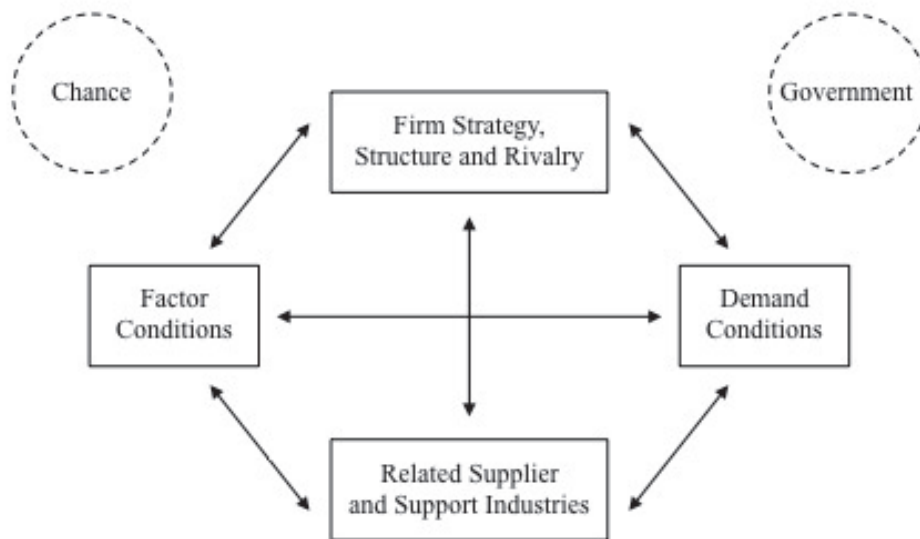 Chance
Government
Firm Strategy,
Structure and Rivalry
Factor
Conditions
Demand
Conditions
Related Supplier
and Support Industries